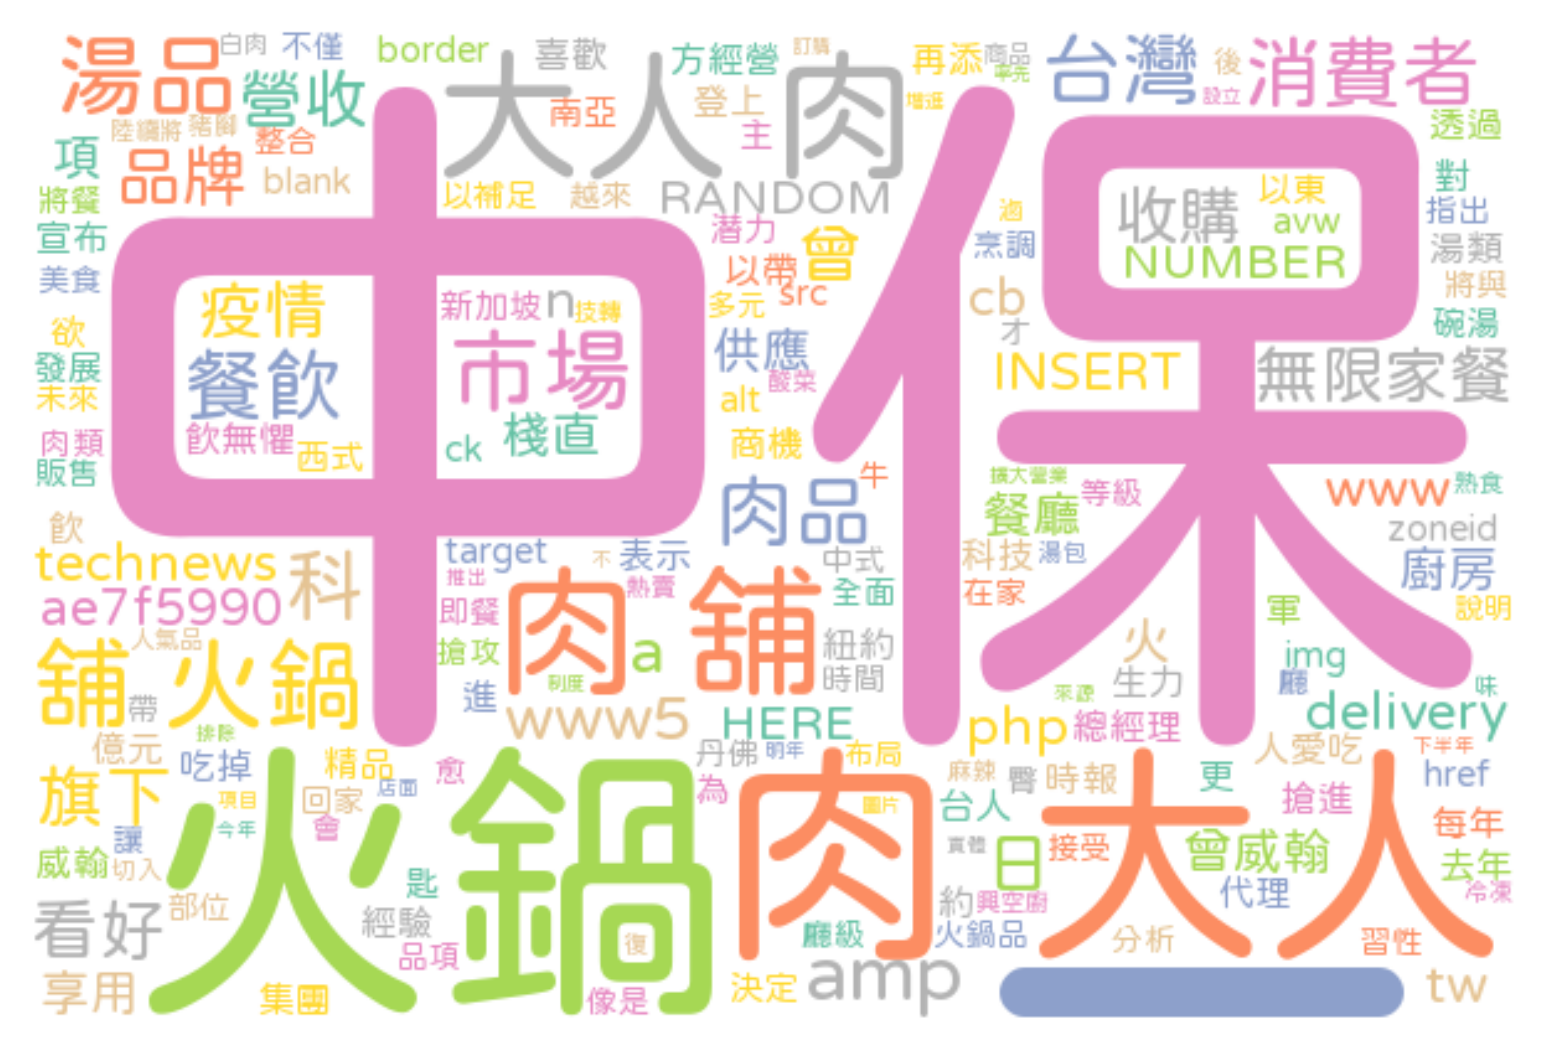 湯品 白肉 不僅 border 喜歡 方經營 訂購 再添 商品 率先 台灣 後 消費者
營收 大人肉 南亞 登上 增逛 設立
陸續將 豬腳 整合 主 透過
項 品牌 blank 以補足 越來 RANDOM 收購 以東 對
將餐 滷 avw 指出
宣布 潛力 曾 烹調 NUMBER 湯類
美食 疫情 新加坡 n 技轉 以帶 src 多元 cb 將與
中保
欲 市場 供應 才 碗湯
發展 餐飲 酸菜 INSERT 無限家餐
未來 alt
肉類 飲無懼 西式 ck 棧直 商機
販售 肉品 牛 擴大營業 等級 www 熟食
飲 餐廳 zoneid
technews 科 target 不 表示 中式 科技 湯包 廚房
ae7f5990 推出 即餐 肉舖 熱賣 全面 在家 軍 說明
人氣品 搶攻 a 紐約 火 img
舖 火鍋 制度 時間 來源 生力 廳 味
帶 進 www5 HERE php 總經理 delivery
億元 排除 丹佛 明年 布局 人愛吃 下半年
旗下 吃掉 精品 愈 麻辣 臀 時報 更 href
項目 回家 店面 為 圖片 台人 搶進
讓 今年 會 火鍋 肉 實體 日 接受 大人 曾威翰 每年
威翰 切入 匙 去年
看好 部位 經驗 約 興空廚 代理 冷凍
品項 復 廳級 火鍋品 分析 習性
享用 集團 像是 決定 amp 一 tw